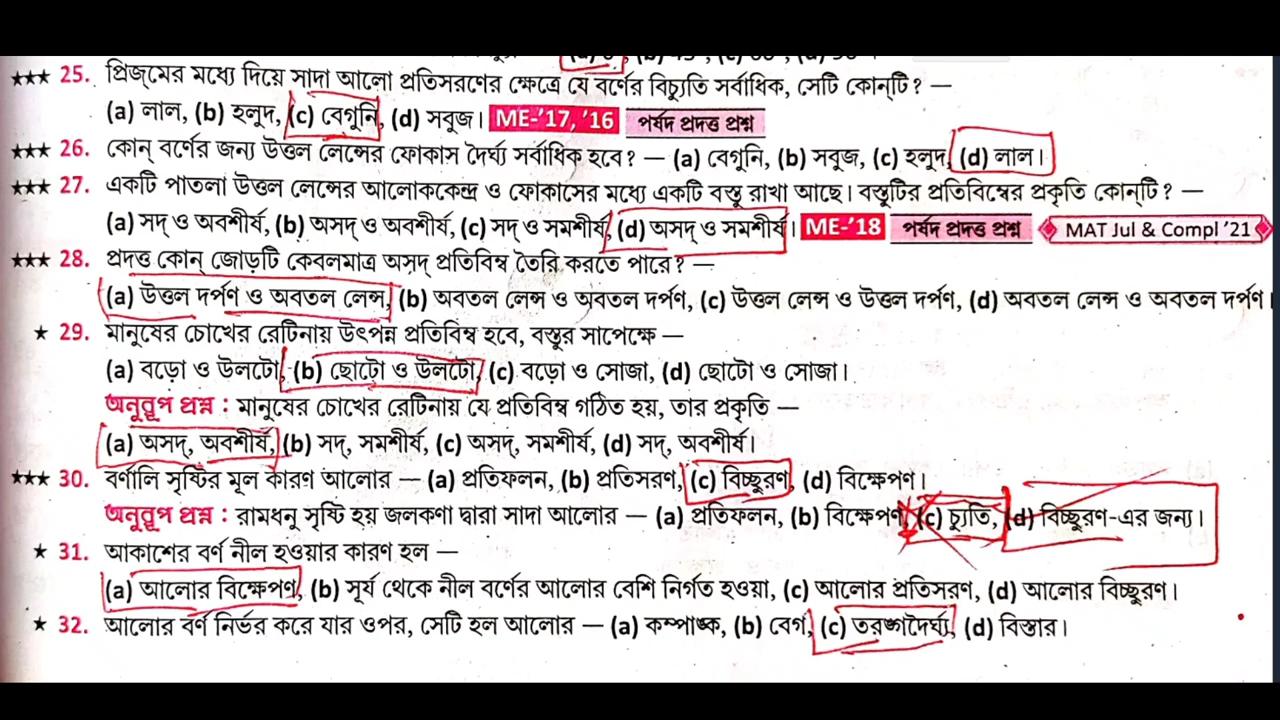 ★★★ 25. প্রিজ্‌মের মধ্যে দিয়ে সাদা আলো প্রতিসরণের ক্ষেত্রে যে বর্ণের বিচ্যুতি সর্বাধিক, সেটি কোন্‌টি? —
(a) লাল, (b) হলুদ, (c) বেগুনি, (d) সবুজ। ME-'17, '16 পর্ষদ প্রদত্ত প্রশ্ন
★★★ 26. কোন্ বর্ণের জন্য উত্তল লেন্সের ফোকাস দৈর্ঘ্য সর্বাধিক হবে? — (a) বেগুনি, (b) সবুজ, (c) হলুদ, (d) লাল।
★★★ 27. একটি পাতলা উত্তল লেন্সের আলোককেন্দ্র ও ফোকাসের মধ্যে একটি বস্তু রাখা আছে। বস্তুটির প্রতিবিম্বের প্রকৃতি কোন্‌টি? —
(a) সদ্ ও অবশীর্ষ, (b) অসদ্ ও অবশীর্ষ, (c) সদ্ ও সমশীর্ষ, (d) অসদ্ ও সমশীর্ষ। ME-'18 পর্ষদ প্রদত্ত প্রশ্ন MAT Jul & Compl '21
★★★ 28. প্রদত্ত কোন্ জোড়টি কেবলমাত্র অসদ্ প্রতিবিম্ব তৈরি করতে পারে? —
(a) উত্তল দর্পণ ও অবতল লেন্স, (b) অবতল লেন্স ও অবতল দর্পণ, (c) উত্তল লেন্স ও উত্তল দর্পণ, (d) অবতল লেন্স ও অবতল দর্পণ।
★ 29. মানুষের চোখের রেটিনায় উৎপন্ন প্রতিবিম্ব হবে, বস্তুর সাপেক্ষে —
(a) বড়ো ও উলটো, (b) ছোটো ও উলটো, (c) বড়ো ও সোজা, (d) ছোটো ও সোজা।
অনুরূপ প্রশ্ন : মানুষের চোখের রেটিনায় যে প্রতিবিম্ব গঠিত হয়, তার প্রকৃতি —
(a) অসদ্, অবশীর্ষ, (b) সদ্, সমশীর্ষ, (c) অসদ্, সমশীর্ষ, (d) সদ্, অবশীর্ষ।
★★★ 30. বর্ণালি সৃষ্টির মূল কারণ আলোর — (a) প্রতিফলন, (b) প্রতিসরণ, (c) বিচ্ছুরণ, (d) বিক্ষেপণ।
অনুরূপ প্রশ্ন : রামধনু সৃষ্টি হয় জলকণা দ্বারা সাদা আলোর — (a) প্রতিফলন, (b) বিক্ষেপণ, (c) চ্যুতি, (d) বিচ্ছুরণ-এর জন্য।
★ 31. আকাশের বর্ণ নীল হওয়ার কারণ হল —
(a) আলোর বিক্ষেপণ, (b) সূর্য থেকে নীল বর্ণের আলোর বেশি নির্গত হওয়া, (c) আলোর প্রতিসরণ, (d) আলোর বিচ্ছুরণ।
★ 32. আলোর বর্ণ নির্ভর করে যার ওপর, সেটি হল আলোর — (a) কম্পাঙ্ক, (b) বেগ, (c) তরঙ্গদৈর্ঘ্য, (d) বিস্তার।